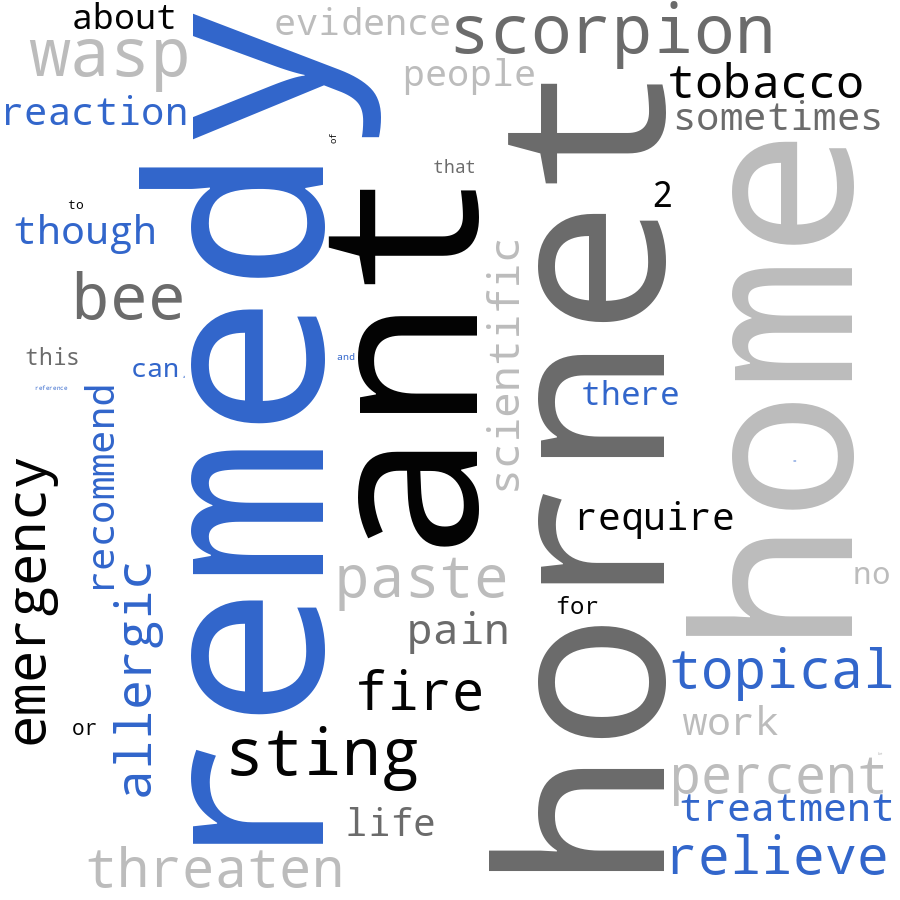 about
evidence
scorpion
wasp
people
tobacco
reaction
sometimes
remedy
of
that
ant
hornet
home
2
to
though
bee
scientific
this
can
and
reference
there
recommend
emergency
require
allergic
paste
for
no
pain
topical
fire
or
sting
work
percent
life
treatment
threaten
relieve